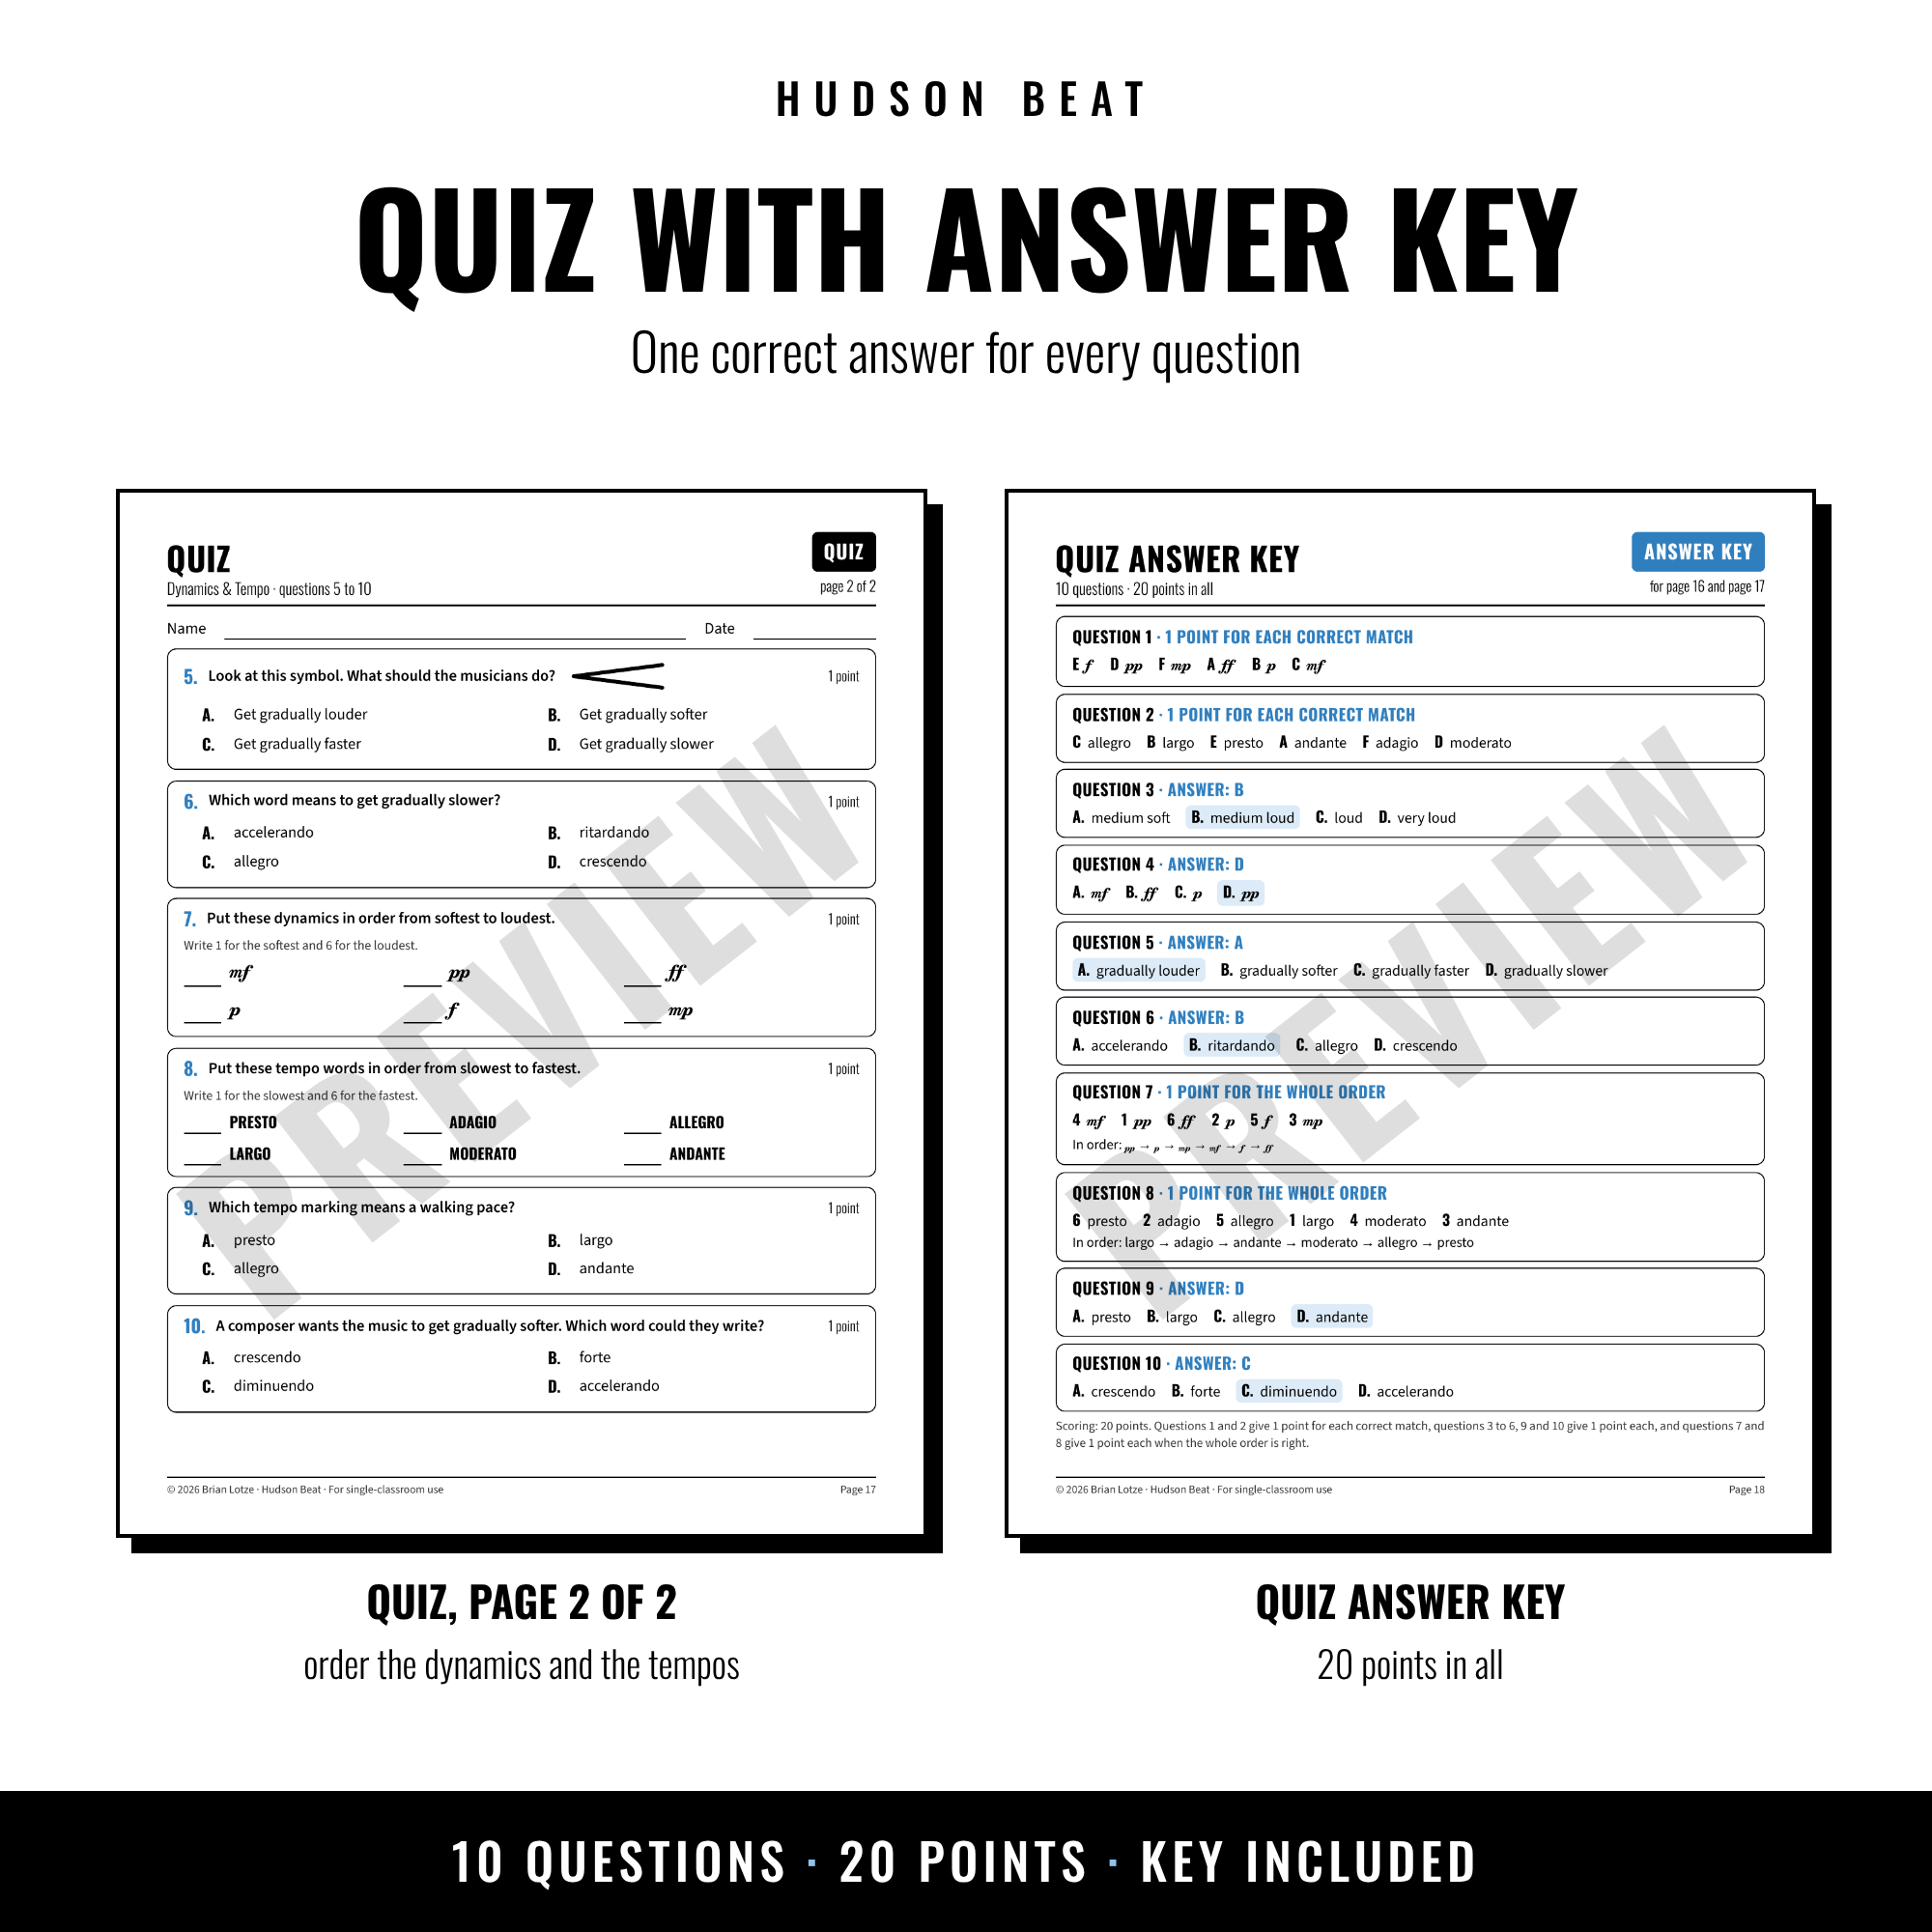 HUDSON BEAT
QUIZ WITH ANSWER KEY
One correct answer for every question
QUIZ
QUIZ
Dynamics & Tempo · questions 5 to 10
page 2 of 2
Name
Date
5. Look at this symbol. What should the musicians do?
1 point
A. Get gradually louder
B. Get gradually softer
C. Get gradually faster
D. Get gradually slower
6. Which word means to get gradually slower?
1 point
A. accelerando
B. ritardando
C. allegro
D. crescendo
7. Put these dynamics in order from softest to loudest.
1 point
Write 1 for the softest and 6 for the loudest.
mf pp ff
p f mp
8. Put these tempo words in order from slowest to fastest.
1 point
Write 1 for the slowest and 6 for the fastest.
PRESTO ADAGIO ALLEGRO
LARGO MODERATO ANDANTE
9. Which tempo marking means a walking pace?
1 point
A. presto
B. largo
C. allegro
D. andante
10. A composer wants the music to get gradually softer. Which word could they write?
1 point
A. crescendo
B. forte
C. diminuendo
D. accelerando
© 2026 Brian Lotze · Hudson Beat · For single-classroom use
Page 17
PREVIEW
QUIZ, PAGE 2 OF 2
order the dynamics and the tempos
QUIZ ANSWER KEY
ANSWER KEY
10 questions · 20 points in all
for page 16 and page 17
QUESTION 1 · 1 POINT FOR EACH CORRECT MATCH
E f D pp F mp A ff B p C mf
QUESTION 2 · 1 POINT FOR EACH CORRECT MATCH
C allegro B largo E presto A andante F adagio D moderato
QUESTION 3 · ANSWER: B
A. medium soft B. medium loud C. loud D. very loud
QUESTION 4 · ANSWER: D
A. mf B. ff C. p D. pp
QUESTION 5 · ANSWER: A
A. gradually louder B. gradually softer C. gradually faster D. gradually slower
QUESTION 6 · ANSWER: B
A. accelerando B. ritardando C. allegro D. crescendo
QUESTION 7 · 1 POINT FOR THE WHOLE ORDER
4 mf 1 pp 6 ff 2 p 5 f 3 mp
In order: pp → p → mp → mf → f → ff
QUESTION 8 · 1 POINT FOR THE WHOLE ORDER
6 presto 2 adagio 5 allegro 1 largo 4 moderato 3 andante
In order: largo → adagio → andante → moderato → allegro → presto
QUESTION 9 · ANSWER: D
A. presto B. largo C. allegro D. andante
QUESTION 10 · ANSWER: C
A. crescendo B. forte C. diminuendo D. accelerando
Scoring: 20 points. Questions 1 and 2 give 1 point for each correct match, questions 3 to 6, 9 and 10 give 1 point each, and questions 7 and
8 give 1 point each when the whole order is right.
© 2026 Brian Lotze · Hudson Beat · For single-classroom use
Page 18
PREVIEW
QUIZ ANSWER KEY
20 points in all
10 QUESTIONS · 20 POINTS · KEY INCLUDED